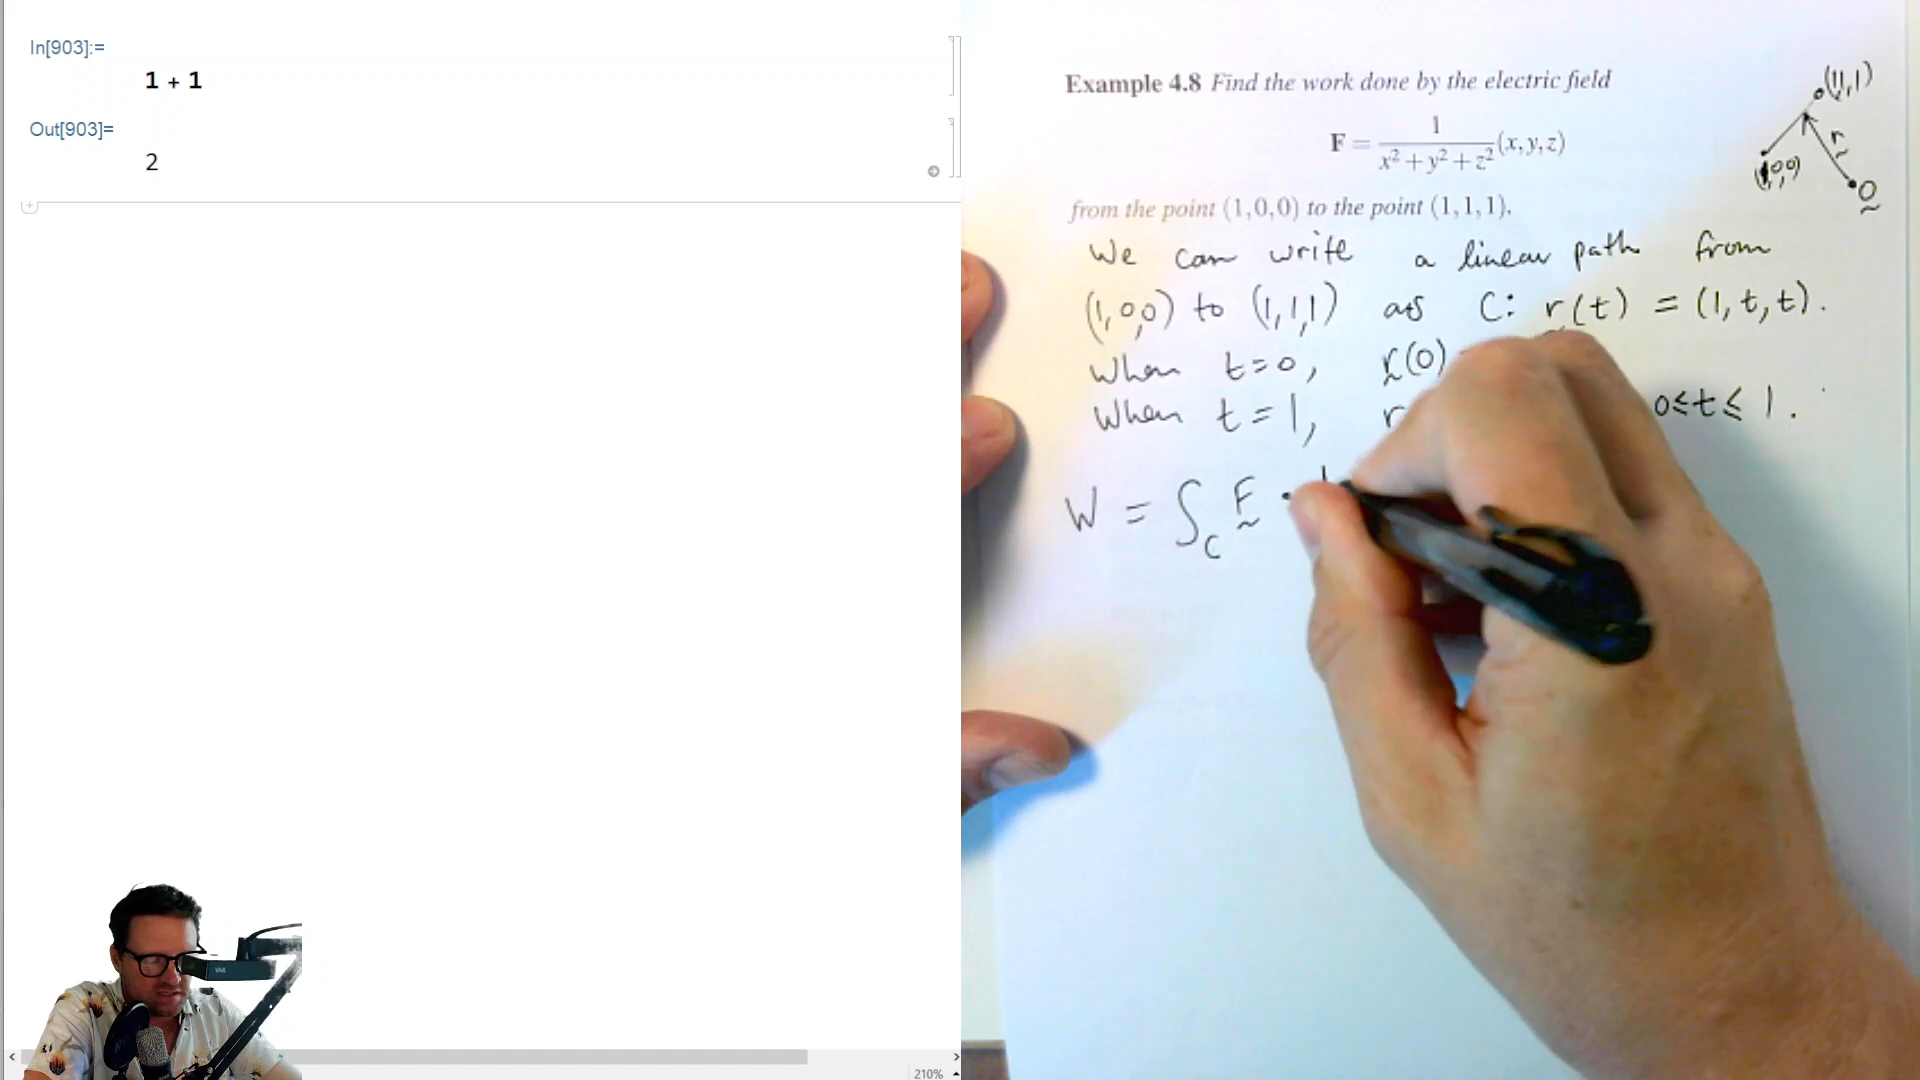 In[903]:=
1 + 1
Out[903]=
2
210%
Example 4.8 Find the work done by the electric field
F = 1 / (x² + y² + z²) (x, y, z)
from the point (1,0,0) to the point (1,1,1).
(1,1,1)
r
(1,0,0)
O
We can write a linear path from
(1,0,0) to (1,1,1) as C: r(t) = (1,t,t).
When t=0, r(0)
When t=1, r 0≤t≤1.
W = ∫_C F ·